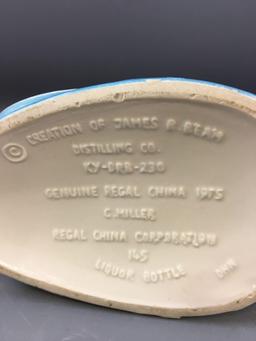 © CREATION OF JAMES B. BEAM
DISTILLING CO.
KY-DRB-230
GENUINE REGAL CHINA 1975
C. MILLER
REGAL CHINA CORPORATION
145
LIQUOR BOTTLE